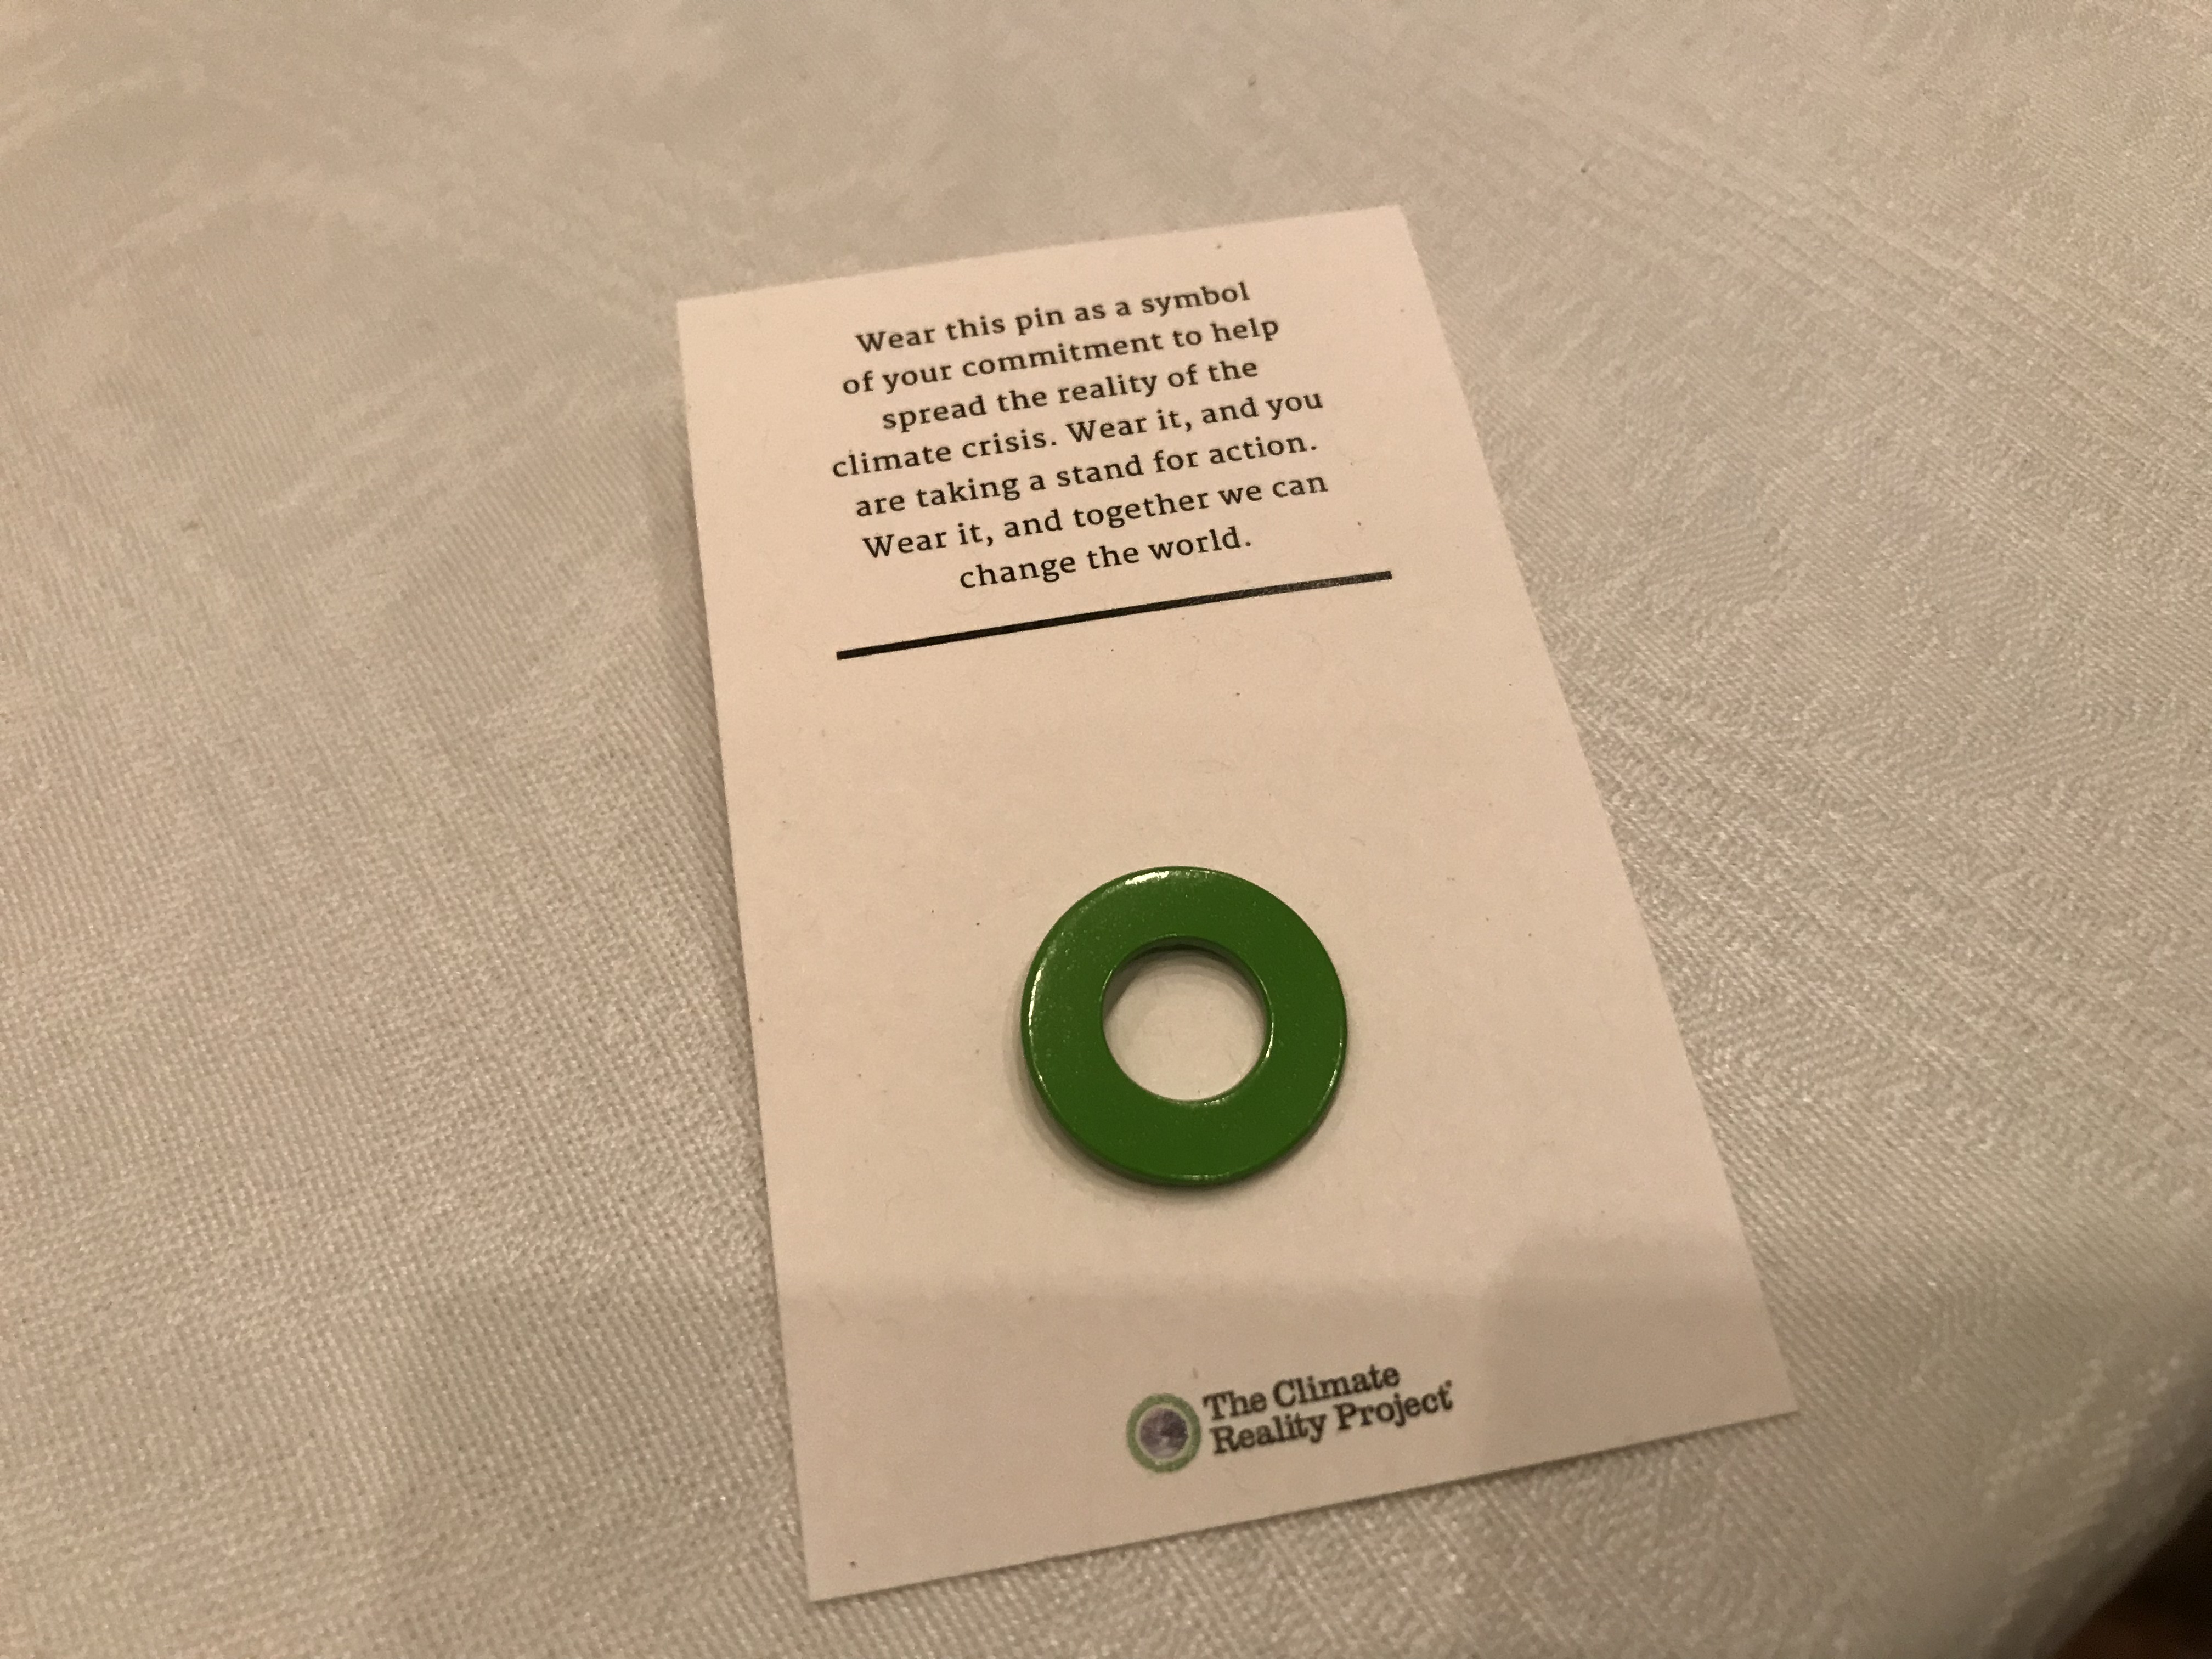 Wear this pin as a symbol
of your commitment to help
spread the reality of the
climate crisis. Wear it, and you
are taking a stand for action.
Wear it, and together we can
change the world.
The Climate
Reality Project